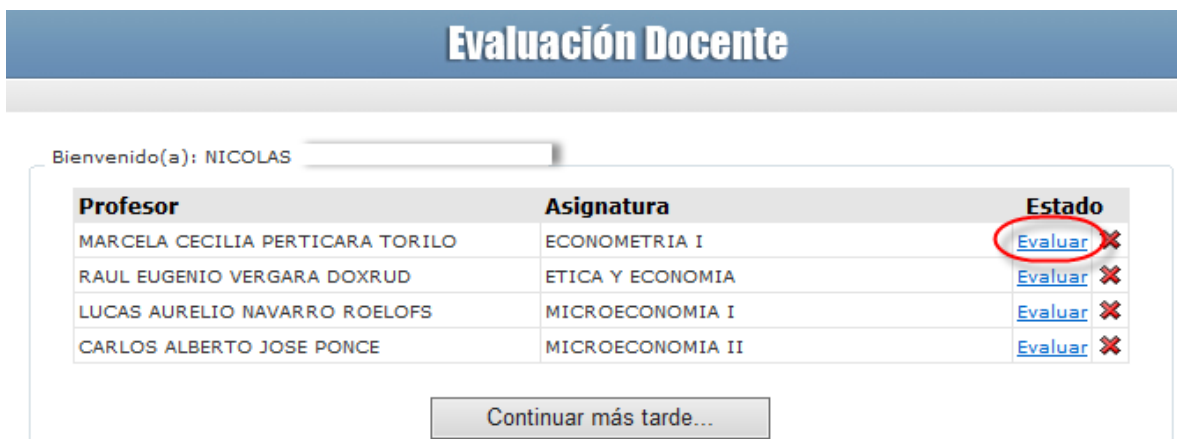 Evaluación Docente
Bienvenido(a): NICOLAS
Profesor Asignatura Estado
MARCELA CECILIA PERTICARA TORILO ECONOMETRIA I Evaluar
RAUL EUGENIO VERGARA DOXRUD ETICA Y ECONOMIA Evaluar
LUCAS AURELIO NAVARRO ROELOFS MICROECONOMIA I Evaluar
CARLOS ALBERTO JOSE PONCE MICROECONOMIA II Evaluar
Continuar más tarde...